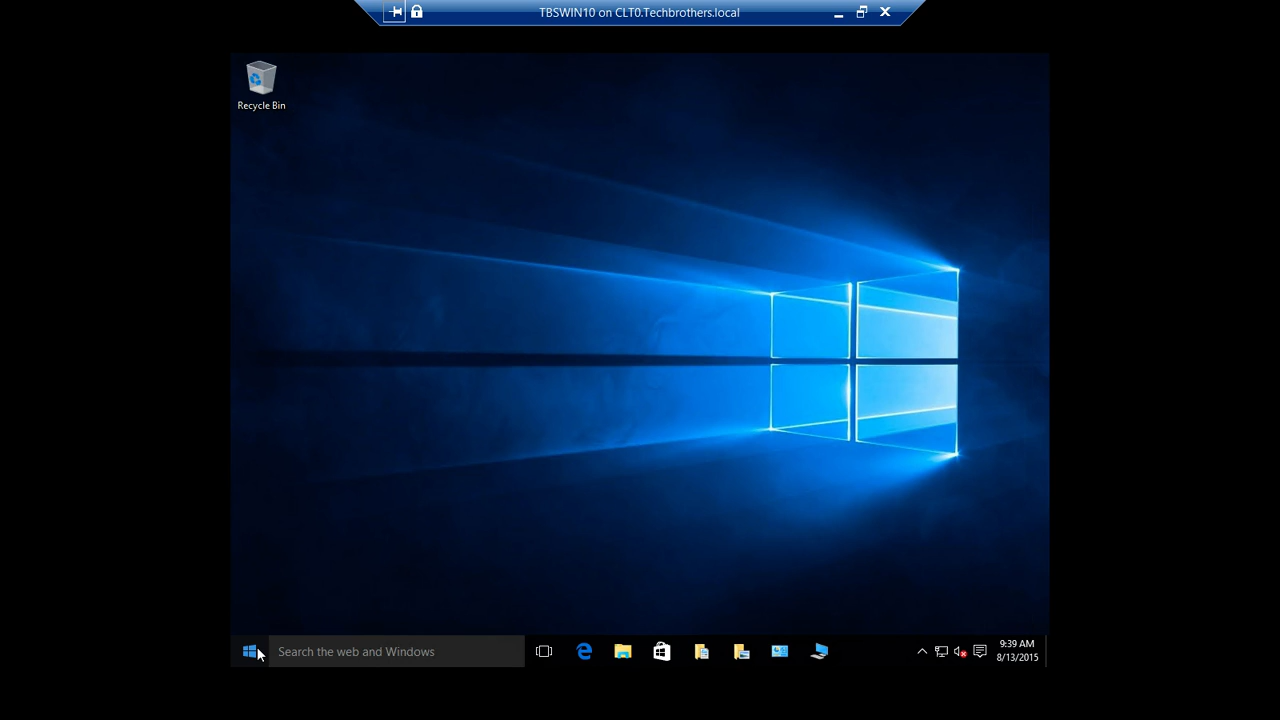 TBSWIN10 on CLT0.Techbrothers.local
Recycle Bin
Search the web and Windows
9:39 AM
8/13/2015